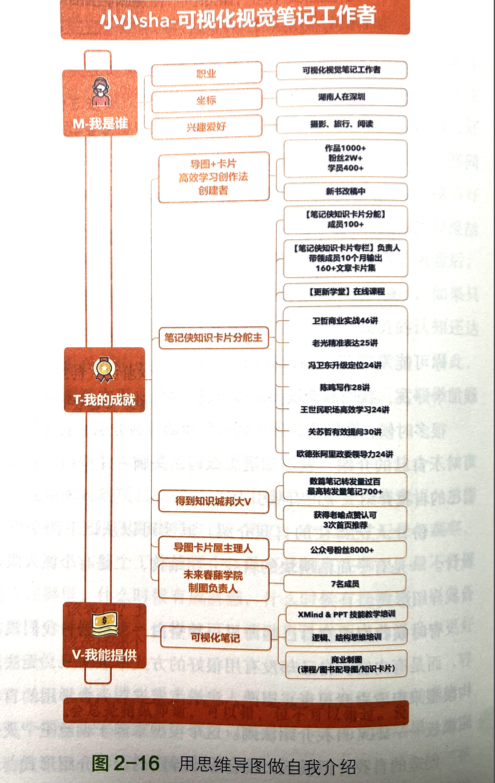 小小sha-可视化视觉笔记工作者
M-我是谁
职业
可视化视觉笔记工作者
坐标
湖南人在深圳
兴趣爱好
摄影、旅行、阅读
T-我的成就
导图+卡片
高效学习创作法
创建者
作品1000+
粉丝2W+
学员400+
新书改稿中
笔记侠知识卡片分舵主
【笔记侠知识卡片分舵】
成员100+
【笔记侠知识卡片专栏】负责人
带领成员10个月输出
160+文章卡片集
【更新学堂】在线课程
卫哲商业实战46讲
老光精准表达25讲
冯卫东升级定位24讲
陈鸣写作28讲
王世民职场高效学习24讲
关苏哲有效提问30讲
欧德张阿里政委领导力24讲
得到知识城邦大V
数篇笔记转发量过百
最高转发量笔记700+
获得老喻点赞认可
3次首页推荐
导图卡片屋主理人
公众号粉丝8000+
未来春藤学院
制图负责人
7名成员
V-我能提供
可视化笔记
XMind & PPT 技能教学培训
逻辑、结构思维培训
商业制图
(课程/图书配导图/知识卡片)
图 2-16 用思维导图做自我介绍